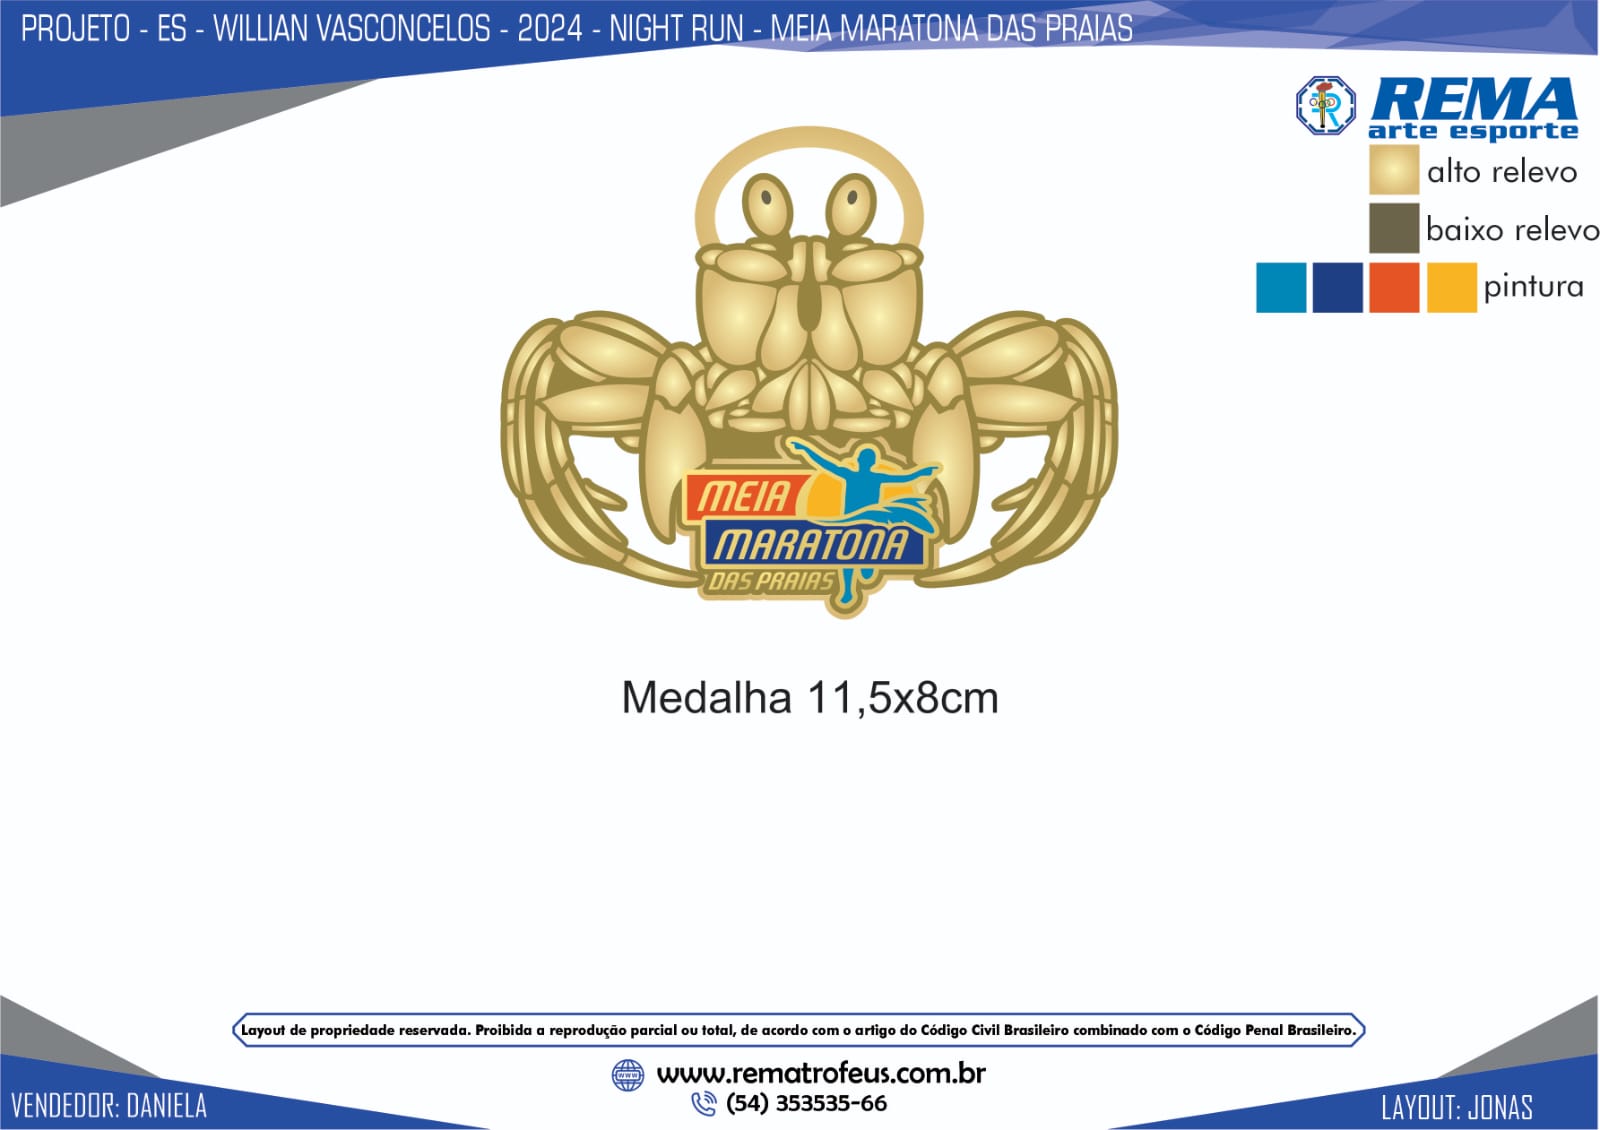 PROJETO - ES - WILLIAN VASCONCELOS - 2024 - NIGHT RUN - MEIA MARATONA DAS PRAIAS
R
REMA
arte esporte
alto relevo
baixo relevo
pintura
MEIA
MARATONA
DAS PRAIAS
Medalha 11,5x8cm
Layout de propriedade reservada. Proibida a reprodução parcial ou total, de acordo com o artigo do Código Civil Brasileiro combinado com o Código Penal Brasileiro.
www
www.rematrofeus.com.br
(54) 353535-66
VENDEDOR: DANIELA
LAYOUT: JONAS